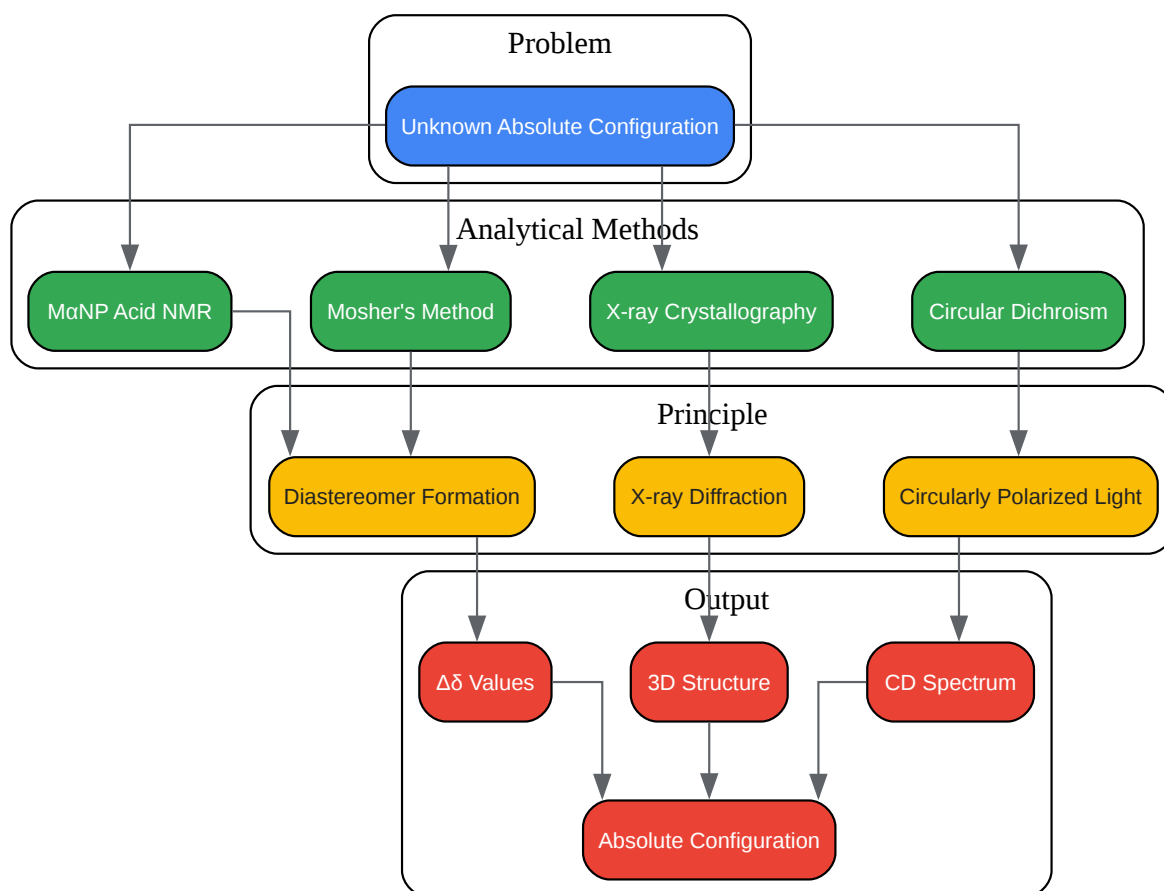 Problem
Unknown Absolute Configuration
Analytical Methods
MαNP Acid NMR
Mosher's Method
X-ray Crystallography
Circular Dichroism
Principle
Diastereomer Formation
X-ray Diffraction
Circularly Polarized Light
Output
Δδ Values
3D Structure
CD Spectrum
Absolute Configuration